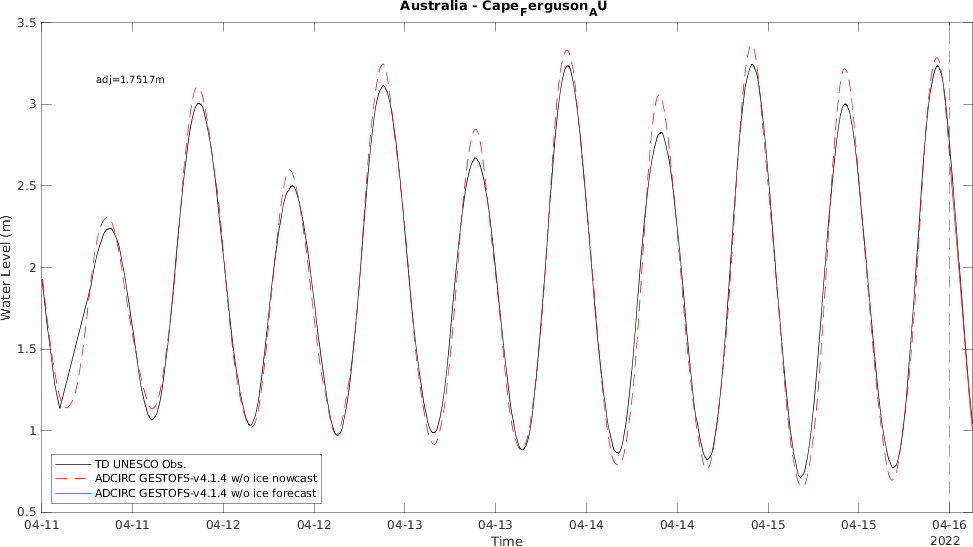 Australia - CapeFergusonAU
3.5
adj=1.7517m
3
2.5
Water Level (m)
2
1.5
1
TD UNESCO Obs.
ADCIRC GESTOFS-v4.1.4 w/o ice nowcast
ADCIRC GESTOFS-v4.1.4 w/o ice forecast
0.5
04-11 04-11 04-12 04-12 04-13 04-13 04-14 04-14 04-15 04-15 04-16
Time 2022